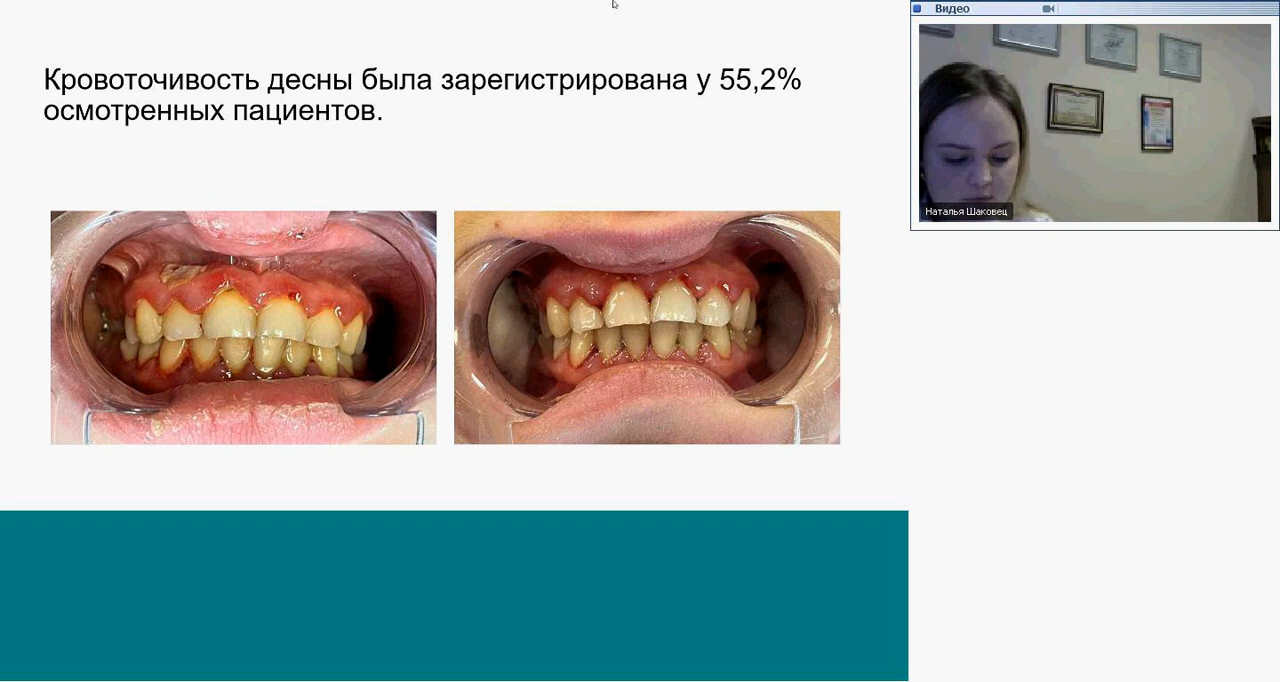 Кровоточивость десны была зарегистрирована у 55,2%
осмотренных пациентов.
Видео
Наталья Шаковец